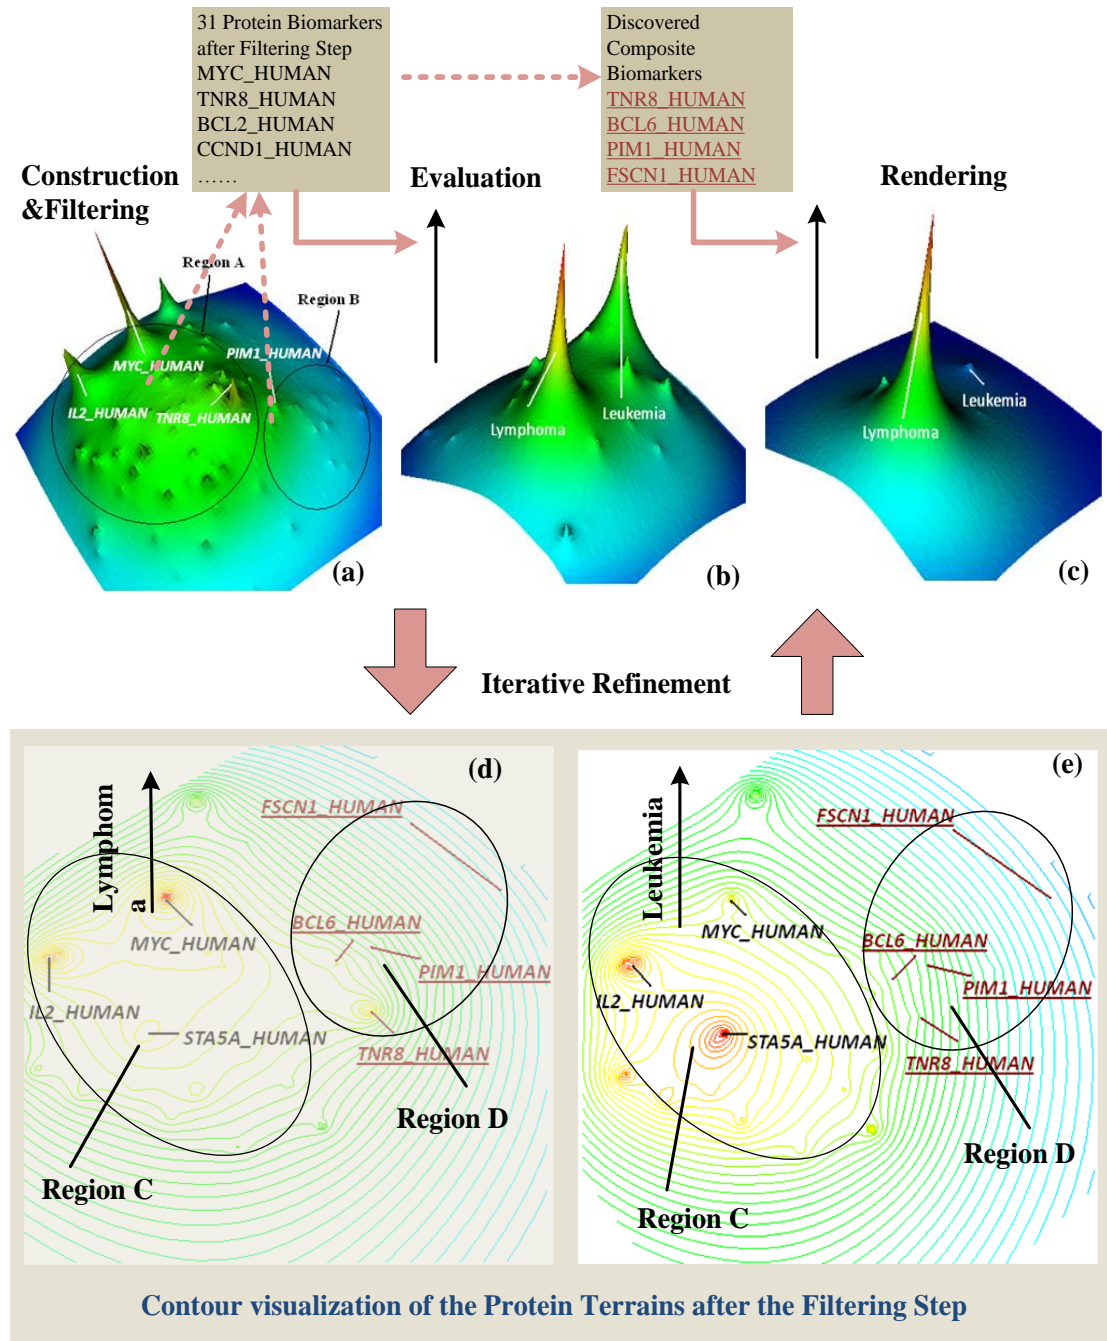 31 Protein Biomarkers
after Filtering Step
MYC_HUMAN
TNR8_HUMAN
BCL2_HUMAN
CCND1_HUMAN
......
Discovered
Composite
Biomarkers
TNR8_HUMAN
BCL6_HUMAN
PIM1_HUMAN
FSCN1_HUMAN
Construction
&Filtering
Evaluation
Rendering
Region A
Region B
MYC_HUMAN
PIM1_HUMAN
IL2_HUMAN
TNR8_HUMAN
(a)
Lymphoma
Leukemia
(b)
Lymphoma
Leukemia
(c)
Iterative Refinement
(d)
Lymphom
a
FSCN1_HUMAN
BCL6_HUMAN
MYC_HUMAN
PIM1_HUMAN
IL2_HUMAN
STA5A_HUMAN
TNR8_HUMAN
Region D
Region C
(e)
Leukemia
FSCN1_HUMAN
MYC_HUMAN
BCL6_HUMAN
PIM1_HUMAN
IL2_HUMAN
STA5A_HUMAN
TNR8_HUMAN
Region D
Region C
Contour visualization of the Protein Terrains after the Filtering Step